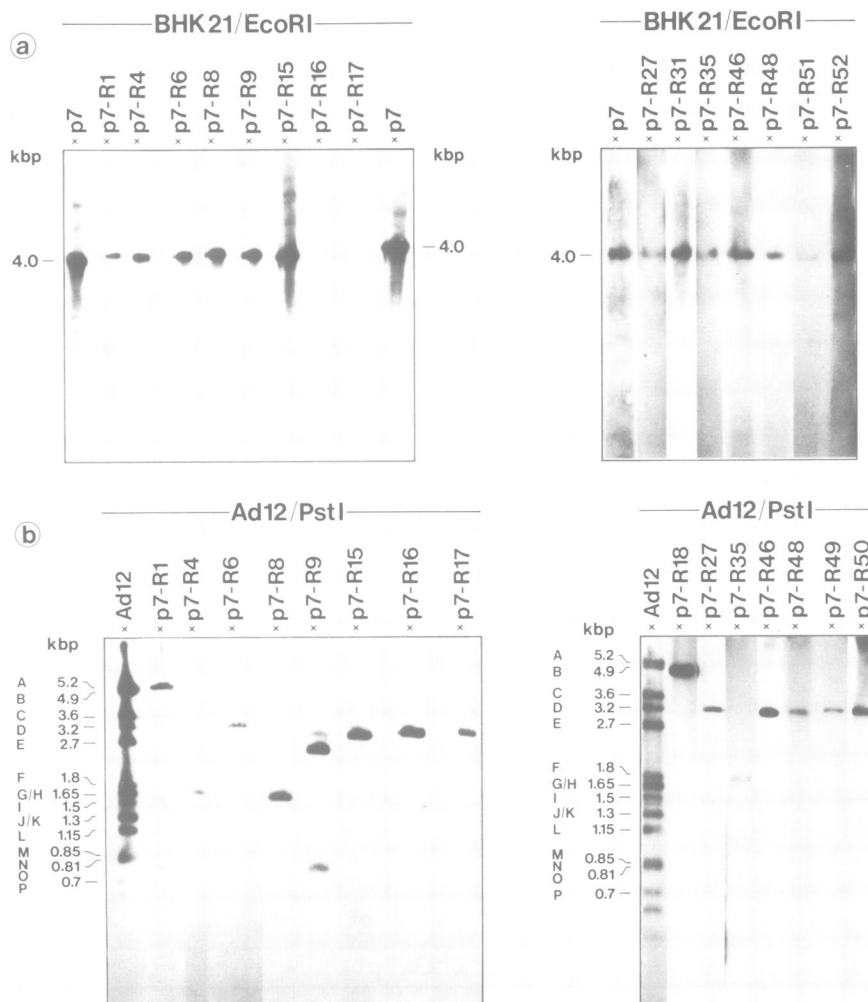 BHK21/EcoRI
a
× p7
× p7-R1
× p7-R4
× p7-R6
× p7-R8
× p7-R9
× p7-R15
× p7-R16
× p7-R17
× p7
kbp
kbp
4.0
4.0
BHK21/EcoRI
× p7
× p7-R27
× p7-R31
× p7-R35
× p7-R46
× p7-R48
× p7-R51
× p7-R52
kbp
4.0
Ad12/PstI
b
× Ad12
× p7-R1
× p7-R4
× p7-R6
× p7-R8
× p7-R9
× p7-R15
× p7-R16
× p7-R17
kbp
A 5.2
B 4.9
C 3.6
D 3.2
E 2.7
F 1.8
G/H 1.65
I 1.5
J/K 1.3
L 1.15
M 0.85
N 0.81
O
P 0.7
Ad12/PstI
× Ad12
× p7-R18
× p7-R27
× p7-R35
× p7-R46
× p7-R48
× p7-R49
× p7-R50
kbp
A 5.2
B 4.9
C 3.6
D 3.2
E 2.7
F 1.8
G/H 1.65
I 1.5
J/K 1.3
L 1.15
M 0.85
N 0.81
O
P 0.7